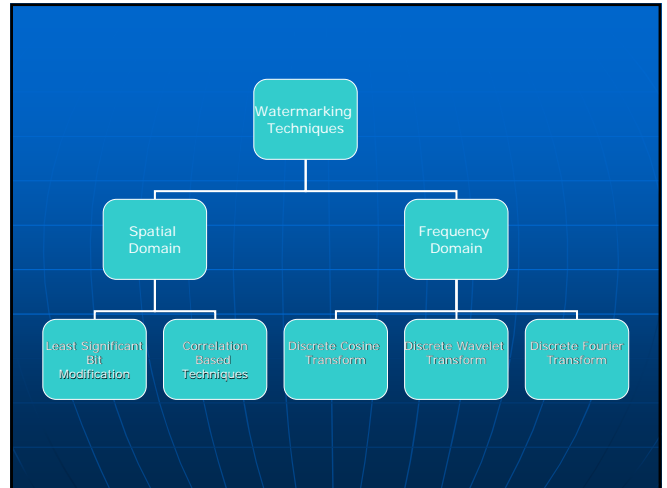 Watermarking
Techniques
Spatial
Domain
Frequency
Domain
Least Significant
Bit
Modification
Correlation
Based
Techniques
Discrete Cosine
Transform
Discrete Wavelet
Transform
Discrete Fourier
Transform